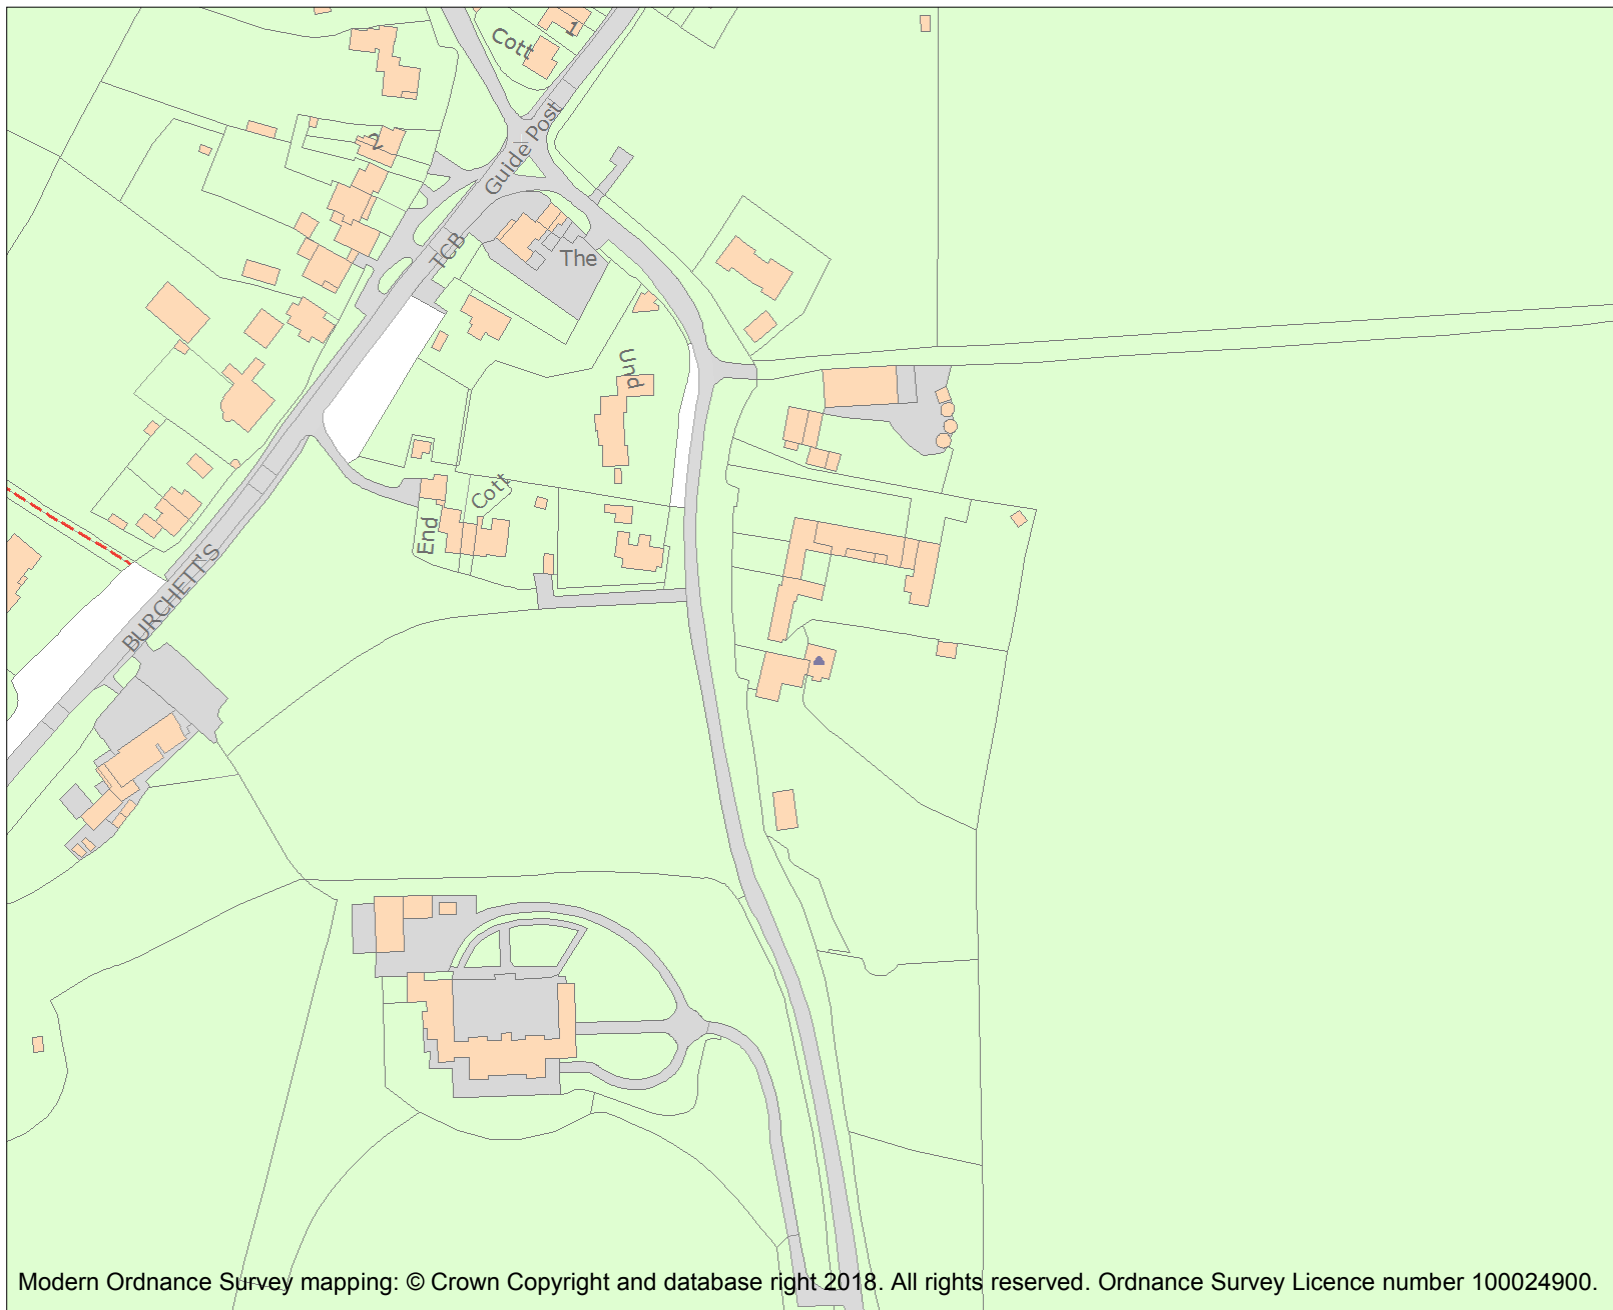 Cott
1
Guide Post
2
TCB
The
Und
Cott
End
BURCHETT'S
Modern Ordnance Survey mapping: © Crown Copyright and database right 2018. All rights reserved. Ordnance Survey Licence number 100024900.